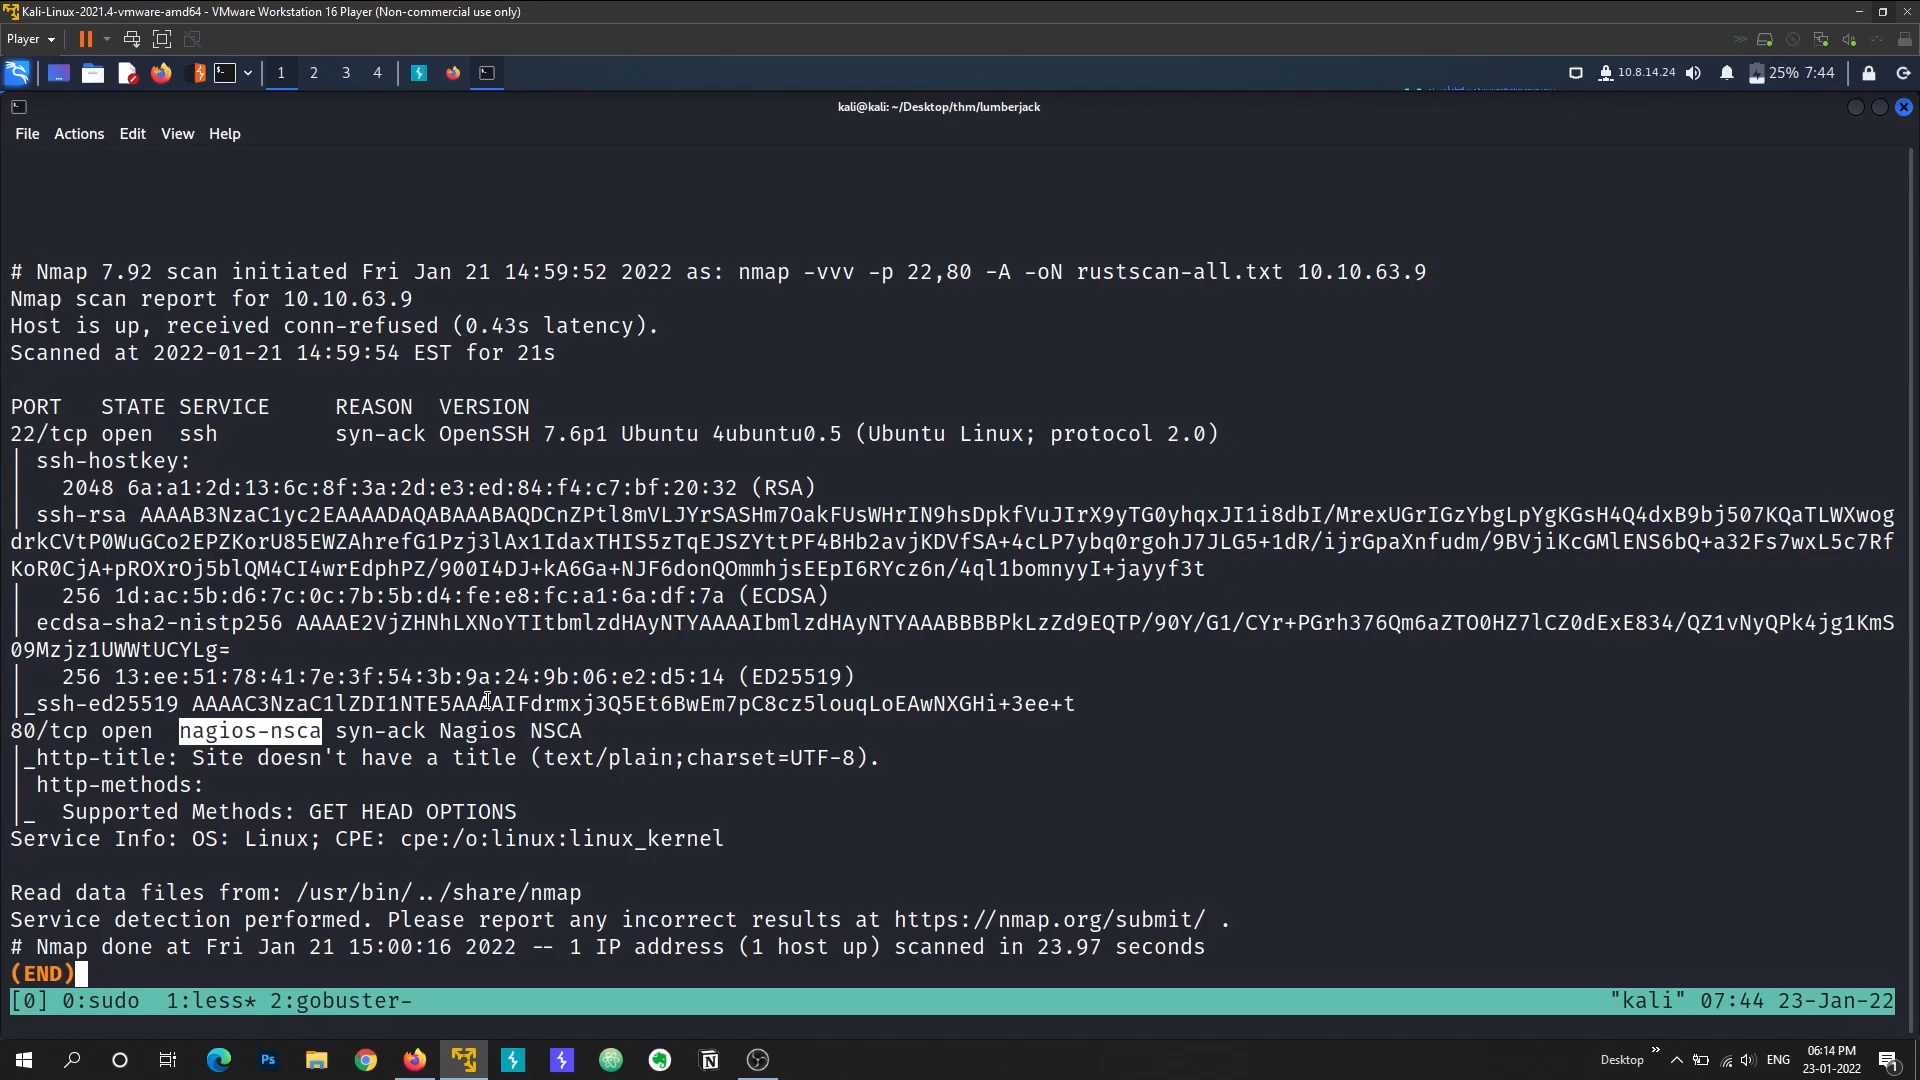 Kali-Linux-2021.4-vmware-amd64 - VMware Workstation 16 Player (Non-commercial use only)
Player
1 2 3 4
10.8.14.24 25% 7:44
kali@kali: ~/Desktop/thm/lumberjack
File Actions Edit View Help
# Nmap 7.92 scan initiated Fri Jan 21 14:59:52 2022 as: nmap -vvv -p 22,80 -A -oN rustscan-all.txt 10.10.63.9
Nmap scan report for 10.10.63.9
Host is up, received conn-refused (0.43s latency).
Scanned at 2022-01-21 14:59:54 EST for 21s
PORT   STATE SERVICE     REASON  VERSION
22/tcp open  ssh         syn-ack OpenSSH 7.6p1 Ubuntu 4ubuntu0.5 (Ubuntu Linux; protocol 2.0)
| ssh-hostkey:
|   2048 6a:a1:2d:13:6c:8f:3a:2d:e3:ed:84:f4:c7:bf:20:32 (RSA)
| ssh-rsa AAAAB3NzaC1yc2EAAAADAQABAAABAQDCnZPtl8mVLJYrSASHm7OakFUsWHrIN9hsDpkfVuJIrX9yTG0yhqxJI1i8dbI/MrexUGrIGzYbgLpYgKGsH4Q4dxB9bj507KQaTLWXwog
drkCVtP0WuGCo2EPZKorU85EWZAhrefG1Pzj3lAx1IdaxTHIS5zTqEJSZYttPF4BHb2avjKDVfSA+4cLP7ybq0rgohJ7JLG5+1dR/ijrGpaXnfudm/9BVjiKcGMlENS6bQ+a32Fs7wxL5c7Rf
KoR0CjA+pROXrOj5blQM4CI4wrEdphPZ/900I4DJ+kA6Ga+NJF6donQOmmhjsEEpI6RYcz6n/4ql1bomnyyI+jayyf3t
|   256 1d:ac:5b:d6:7c:0c:7b:5b:d4:fe:e8:fc:a1:6a:df:7a (ECDSA)
| ecdsa-sha2-nistp256 AAAAE2VjZHNhLXNoYTItbmlzdHAyNTYAAAAIbmlzdHAyNTYAAABBBBPkLzZd9EQTP/90Y/G1/CYr+PGrh376Qm6aZTO0HZ7lCZ0dExE834/QZ1vNyQPk4jg1KmS
09Mzjz1UWWtUCYLg=
|   256 13:ee:51:78:41:7e:3f:54:3b:9a:24:9b:06:e2:d5:14 (ED25519)
|_ssh-ed25519 AAAAC3NzaC1lZDI1NTE5AAAAIFdrmxj3Q5Et6BwEm7pC8cz5louqLoEAwNXGHi+3ee+t
80/tcp open  nagios-nsca syn-ack Nagios NSCA
|_http-title: Site doesn't have a title (text/plain;charset=UTF-8).
| http-methods:
|_  Supported Methods: GET HEAD OPTIONS
Service Info: OS: Linux; CPE: cpe:/o:linux:linux_kernel
Read data files from: /usr/bin/../share/nmap
Service detection performed. Please report any incorrect results at https://nmap.org/submit/ .
# Nmap done at Fri Jan 21 15:00:16 2022 -- 1 IP address (1 host up) scanned in 23.97 seconds
(END)
[0] 0:sudo  1:less* 2:gobuster- "kali" 07:44 23-Jan-22
Desktop ENG 06:14 PM
23-01-2022